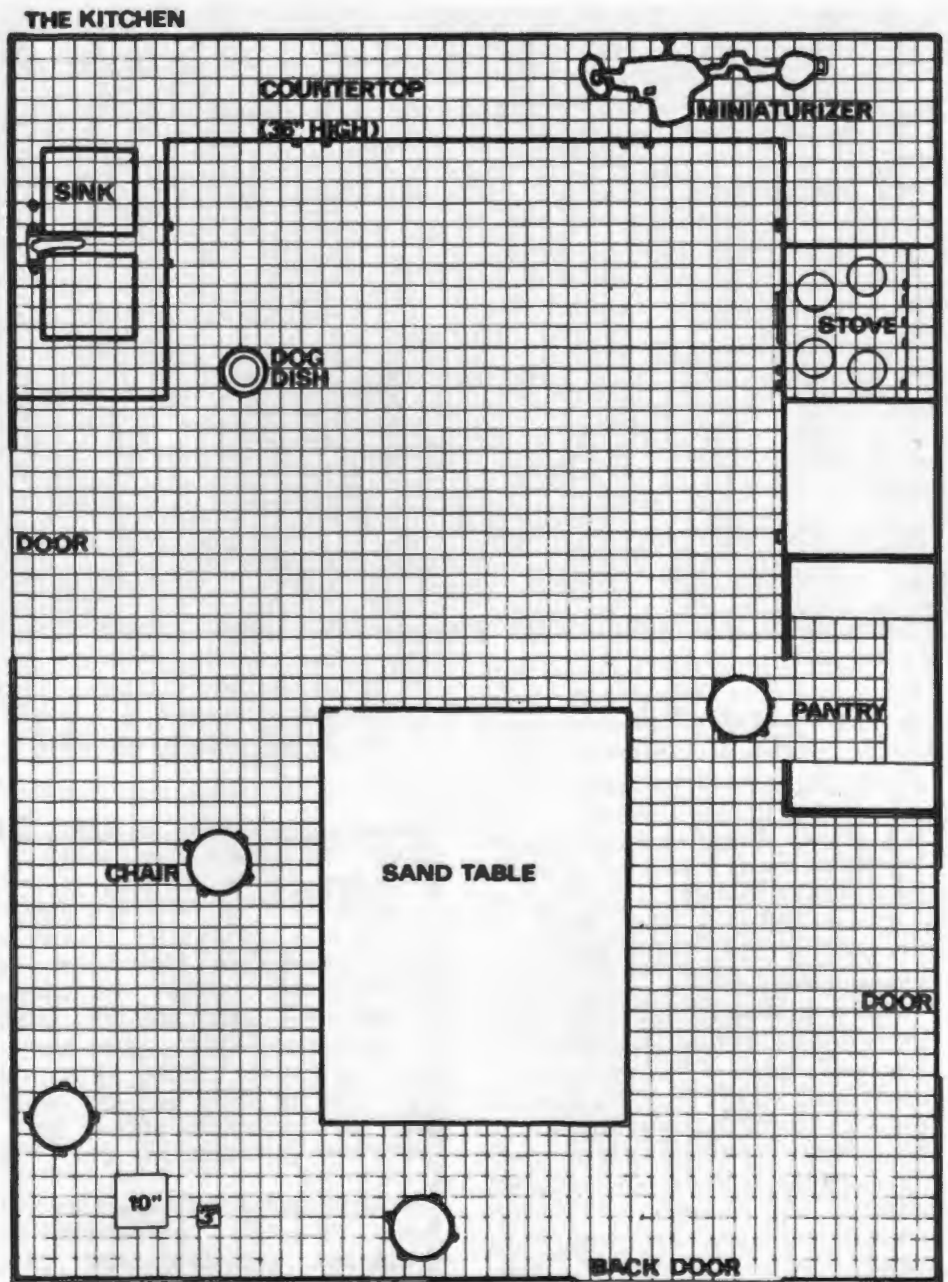 THE KITCHEN
COUNTERTOP
(36" HIGH)
MINIATURIZER
SINK
STOVE
DOG
DISH
DOOR
PANTRY
CHAIR
SAND TABLE
DOOR
10"
BACK DOOR